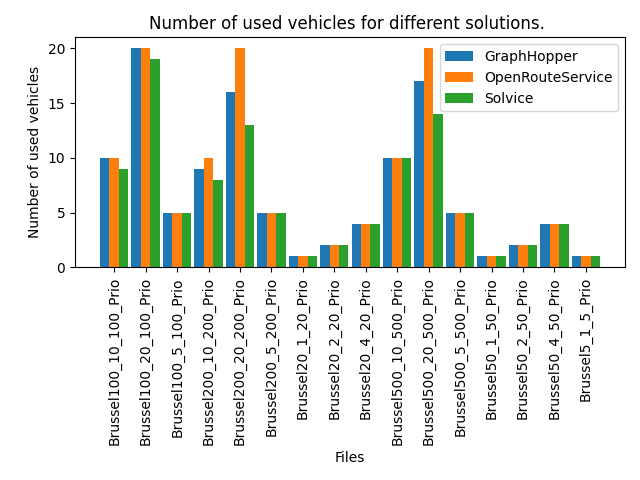 Number of used vehicles for different solutions.
GraphHopper
OpenRouteService
Solvice
Number of used vehicles
20
15
10
5
0
Brussel100_10_100_Prio
Brussel100_20_100_Prio
Brussel100_5_100_Prio
Brussel200_10_200_Prio
Brussel200_20_200_Prio
Brussel200_5_200_Prio
Brussel20_1_20_Prio
Brussel20_2_20_Prio
Brussel20_4_20_Prio
Brussel500_10_500_Prio
Brussel500_20_500_Prio
Brussel500_5_500_Prio
Brussel50_1_50_Prio
Brussel50_2_50_Prio
Brussel50_4_50_Prio
Brussel5_1_5_Prio
Files